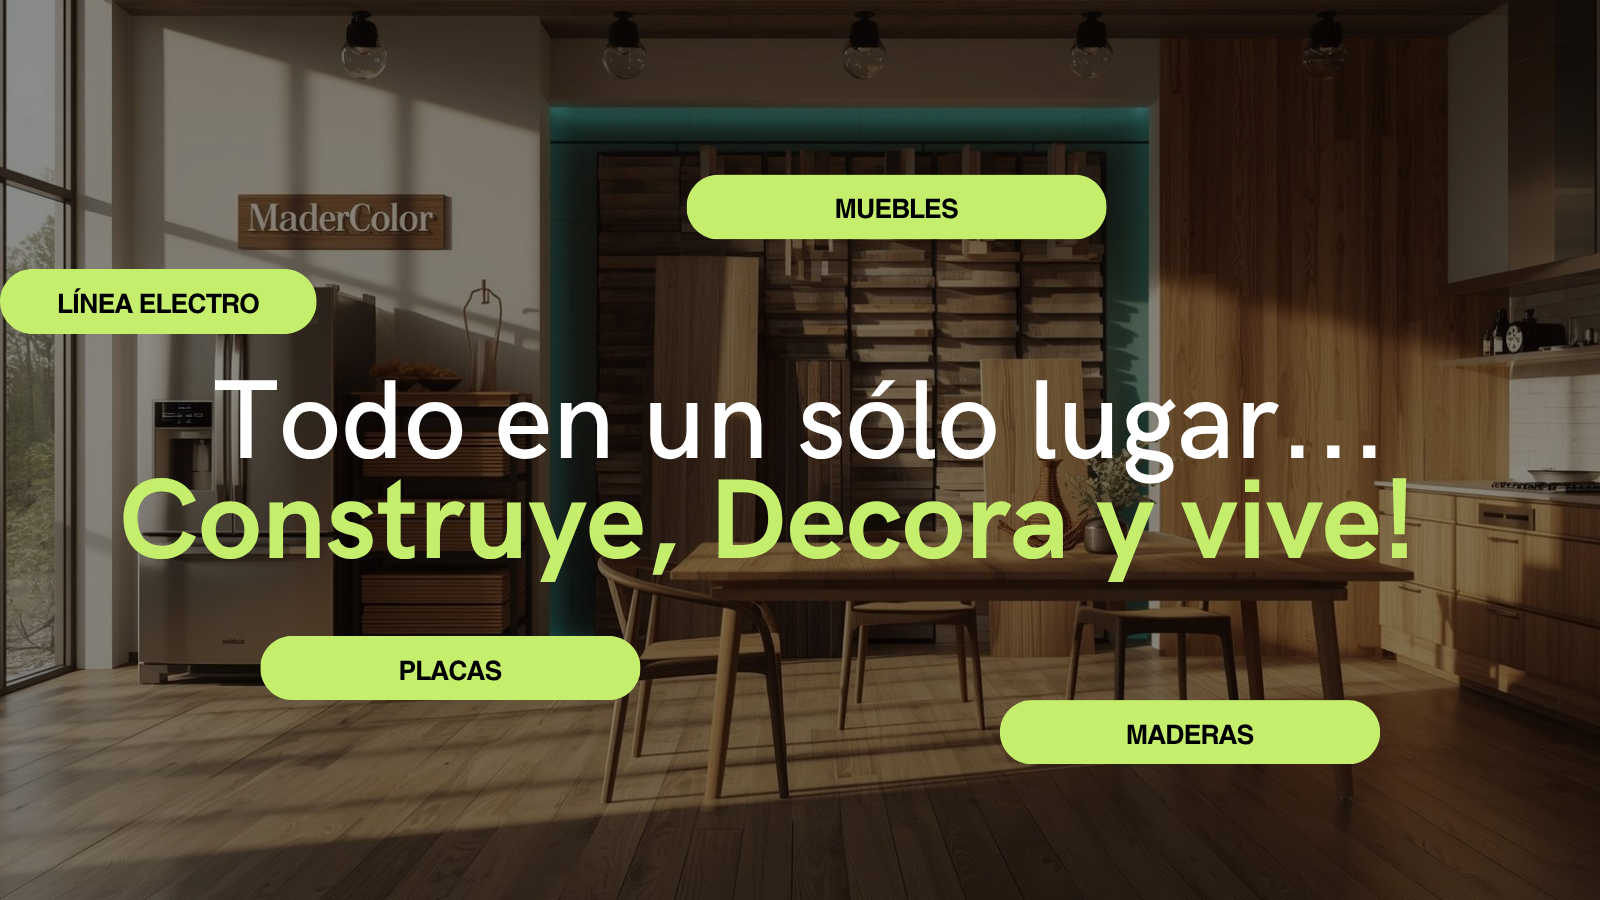 MUEBLES
MaderColor
LÍNEA ELECTRO
Todo en un sólo lugar...
Construye, Decora y vive!
PLACAS
MADERAS